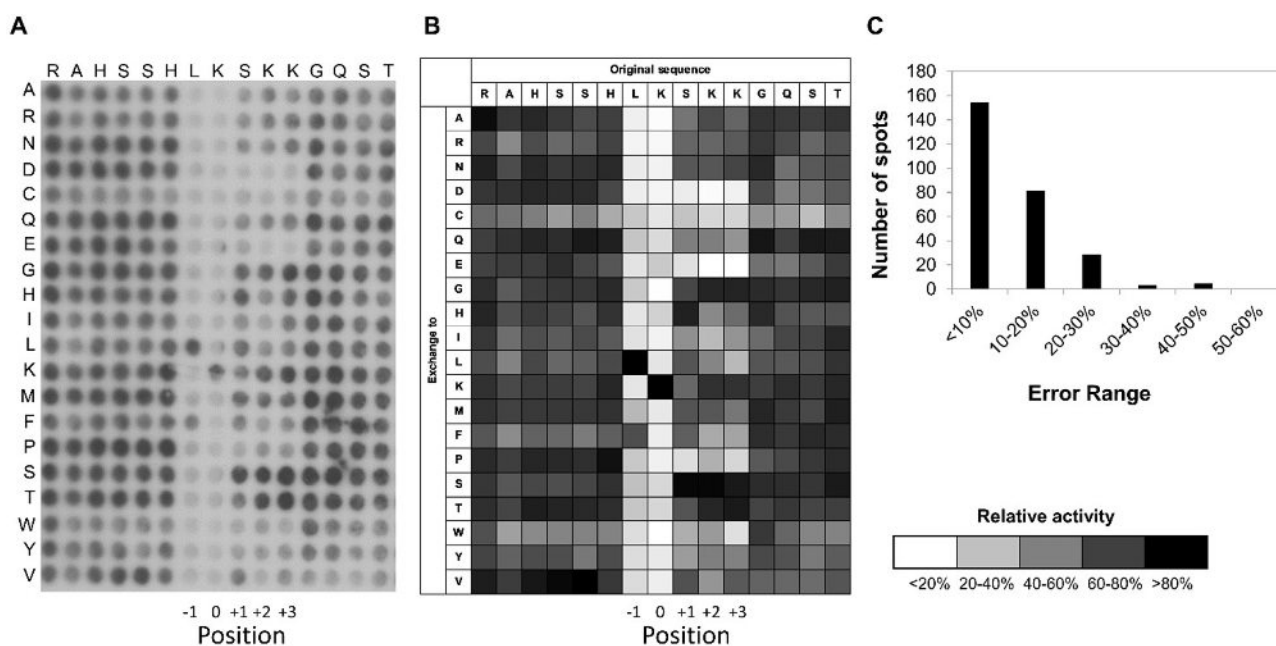 A
R A H S S H L K S K K G Q S T
A
R
N
D
C
Q
E
G
H
I
L
K
M
F
P
S
T
W
Y
V
-1 0 +1 +2 +3
Position
B
Original sequence
R A H S S H L K S K K G Q S T
Exchange to
A
R
N
D
C
Q
E
G
H
I
L
K
M
F
P
S
T
W
Y
V
-1 0 +1 +2 +3
Position
C
Number of spots
180
160
140
120
100
80
60
40
20
0
<10% 10-20% 20-30% 30-40% 40-50% 50-60%
Error Range
Relative activity
<20% 20-40% 40-60% 60-80% >80%